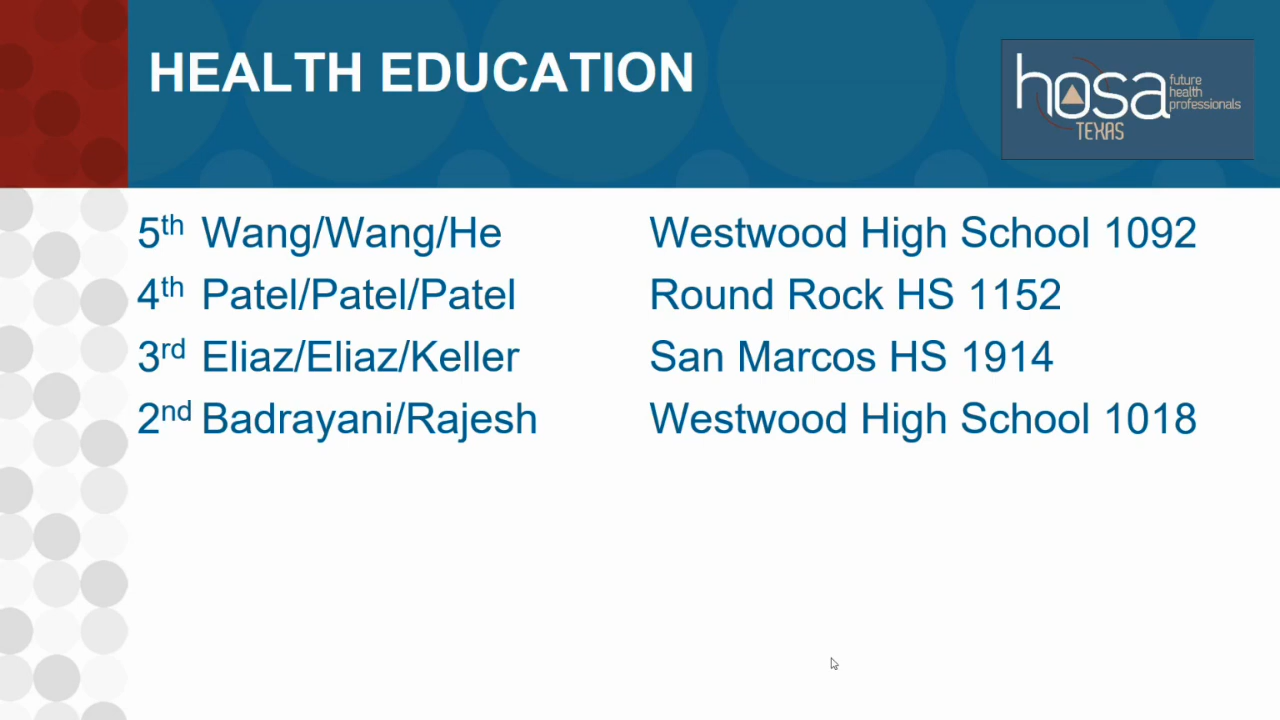 HEALTH EDUCATION
hosa future health professionals
TEXAS
5th Wang/Wang/He Westwood High School 1092
4th Patel/Patel/Patel Round Rock HS 1152
3rd Eliaz/Eliaz/Keller San Marcos HS 1914
2nd Badrayani/Rajesh Westwood High School 1018